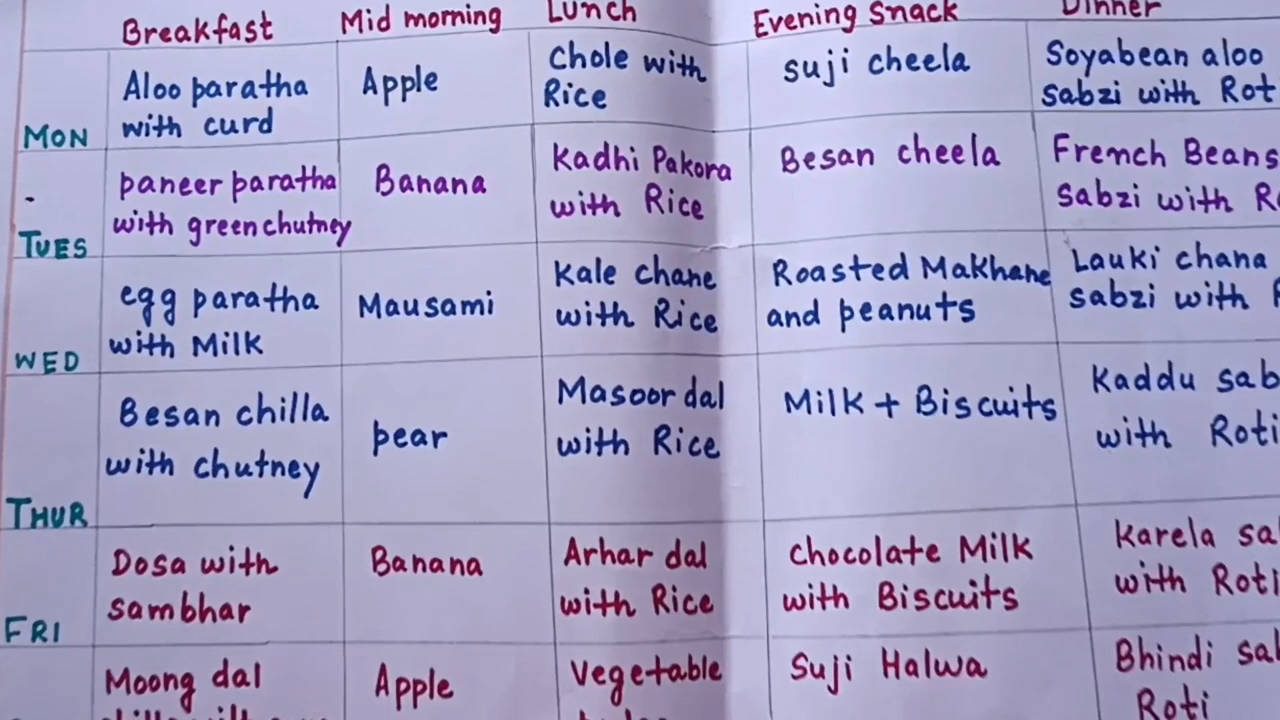 Breakfast Mid morning Lunch Evening Snack Dinner
MON
Aloo paratha
with curd
Apple
Chole with
Rice
suji cheela
Soyabean aloo
sabzi with Rot
TUES
paneer paratha
with green chutney
Banana
Kadhi Pakora
with Rice
Besan cheela
French Beans
sabzi with
WED
egg paratha
with Milk
Mausami
Kale chane
with Rice
Roasted Makhane
and peanuts
Lauki chana
sabzi with
THUR
Besan chilla
with chutney
pear
Masoor dal
with Rice
Milk + Biscuits
Kaddu sab
with Roti
FRI
Dosa with
sambhar
Banana
Arhar dal
with Rice
Chocolate Milk
with Biscuits
Karela sa
with Roti
Moong dal
Apple
Vegetable
Suji Halwa
Bhindi sa
Roti